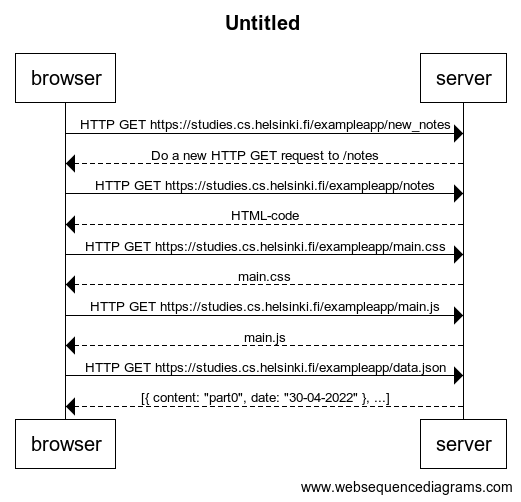 Untitled
browser
server
HTTP GET https://studies.cs.helsinki.fi/exampleapp/new_notes
Do a new HTTP GET request to /notes
HTTP GET https://studies.cs.helsinki.fi/exampleapp/notes
HTML-code
HTTP GET https://studies.cs.helsinki.fi/exampleapp/main.css
main.css
HTTP GET https://studies.cs.helsinki.fi/exampleapp/main.js
main.js
HTTP GET https://studies.cs.helsinki.fi/exampleapp/data.json
[{ content: "part0", date: "30-04-2022" }, ...]
browser
server
www.websequencediagrams.com